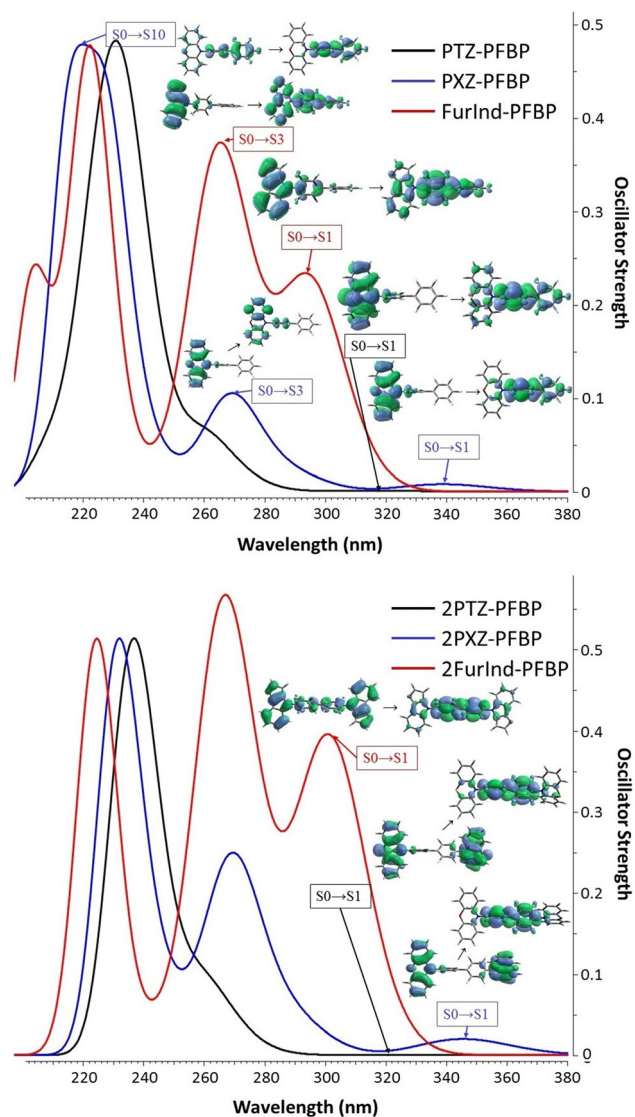 S0→S10
0.5
PTZ-PFBP
PXZ-PFBP
FurInd-PFBP
0.4
S0→S3
0.3
S0→S1
0.2
S0→S1
S0→S3
0.1
S0→S1
0
Oscillator Strength
220 240 260 280 300 320 340 360 380
Wavelength (nm)
2PTZ-PFBP
2PXZ-PFBP
2FurInd-PFBP
0.5
0.4
S0→S1
0.3
S0→S1
0.2
0.1
S0→S1
0
Oscillator Strength
220 240 260 280 300 320 340 360 380
Wavelength (nm)